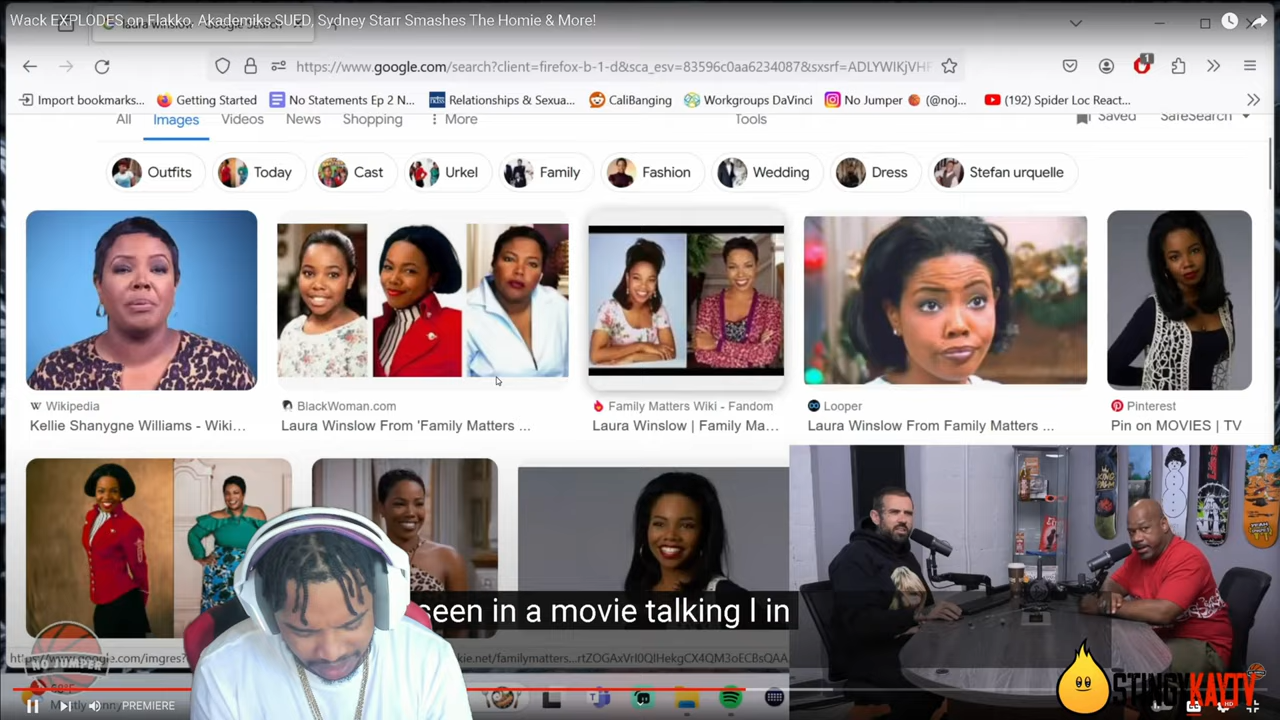 Wack EXPLODES on Flakko, Akademiks SUED, Sydney Starr Smashes The Homie & More!
https://www.google.com/search?client=firefox-b-1-d&sca_esv=83596c0aa6234087&sxsrf=ADLYWIKjVHF
Import bookmarks... Getting Started No Statements Ep 2 N... Relationships & Sexua... CaliBanging Workgroups DaVinci No Jumper (@noj... (192) Spider Loc React...
All Images Videos News Shopping More Tools Saved SafeSearch
Outfits Today Cast Urkel Family Fashion Wedding Dress Stefan urquelle
Wikipedia BlackWoman.com Family Matters Wiki - Fandom Looper Pinterest
Kellie Shanygne Williams - Wiki... Laura Winslow From 'Family Matters ... Laura Winslow | Family Ma... Laura Winslow From Family Matters ... Pin on MOVIES | TV
seen in a movie talking I in
STINGYKAYTV
PREMIERE